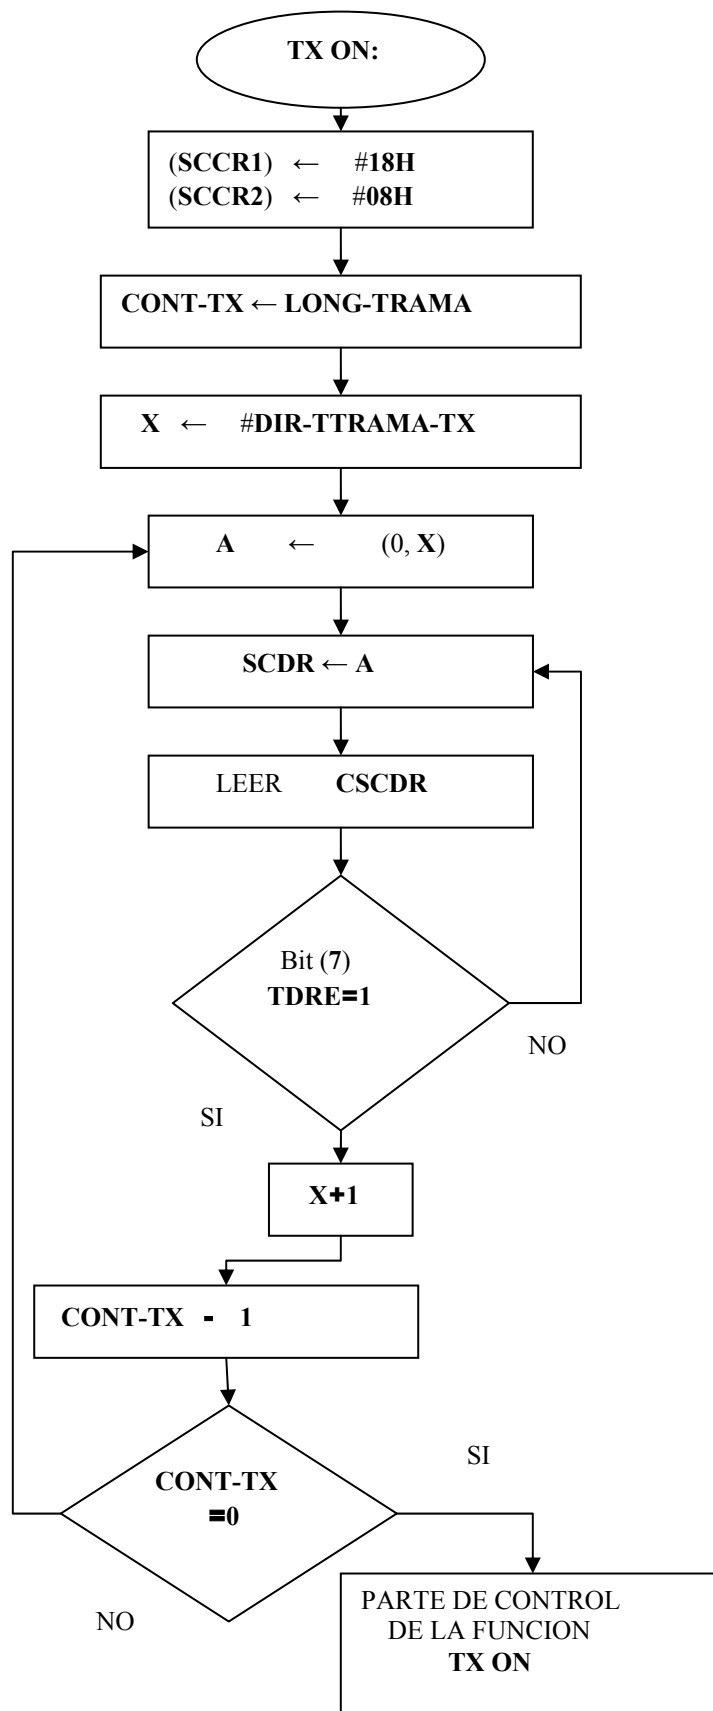 TX ON:
(SCCR1) ← #18H
(SCCR2) ← #08H
CONT-TX ← LONG-TRAMA
X ← #DIR-TTRAMA-TX
A ← (0, X)
SCDR ← A
LEER CSCDR
Bit (7)
TDRE=1
NO
SI
X+1
CONT-TX - 1
CONT-TX
=0
SI
NO
PARTE DE CONTROL
DE LA FUNCION
TX ON